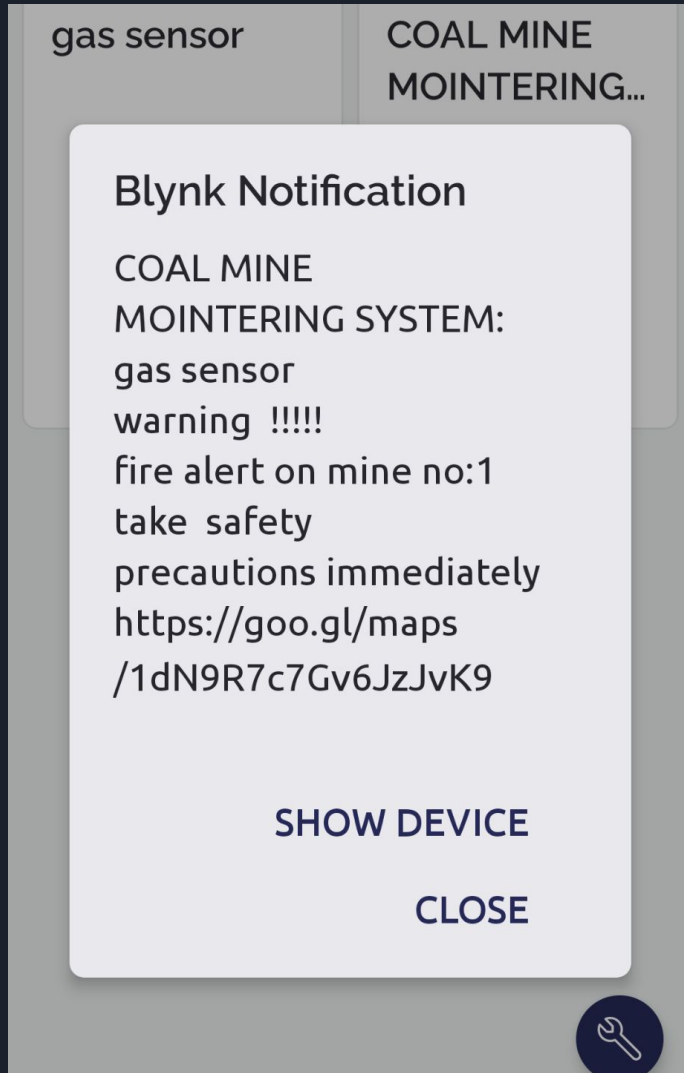 gas sensor
COAL MINE
MOINTERING...
Blynk Notification
COAL MINE
MOINTERING SYSTEM:
gas sensor
warning  !!!!!
fire alert on mine no:1
take  safety
precautions immediately
https://goo.gl/maps
/1dN9R7c7Gv6JzJvK9
SHOW DEVICE
CLOSE